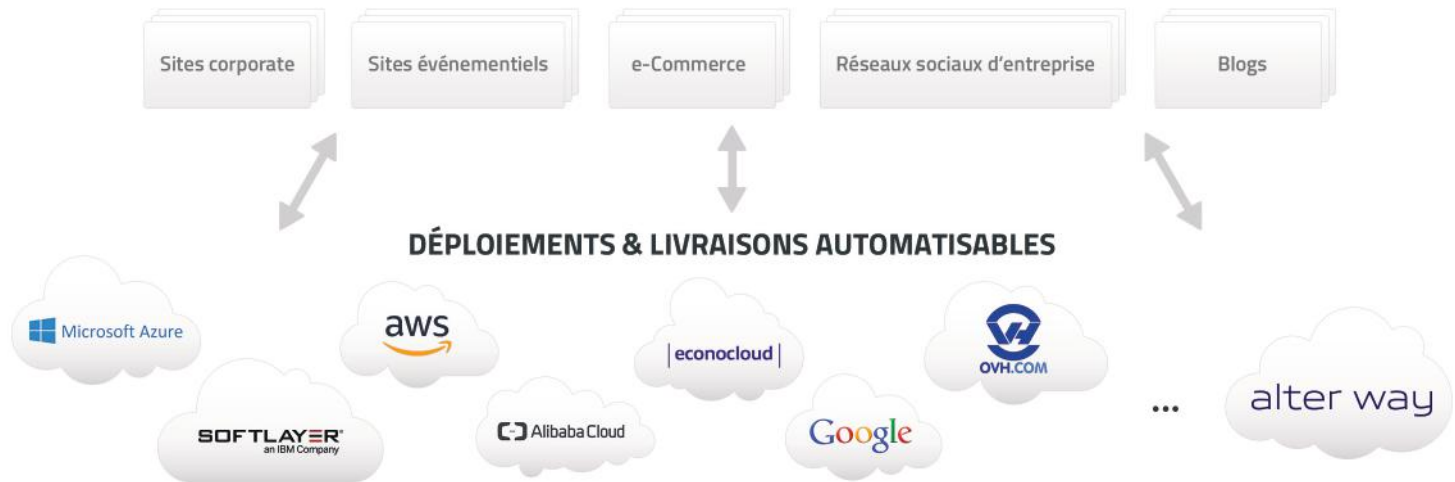 Sites corporate
Sites événementiels
e-Commerce
Réseaux sociaux d'entreprise
Blogs
DÉPLOIEMENTS & LIVRAISONS AUTOMATISABLES
Microsoft Azure
aws
|econocloud|
OVH.COM
SOFTLAYER®
an IBM Company
Alibaba Cloud
Google
...
alter way